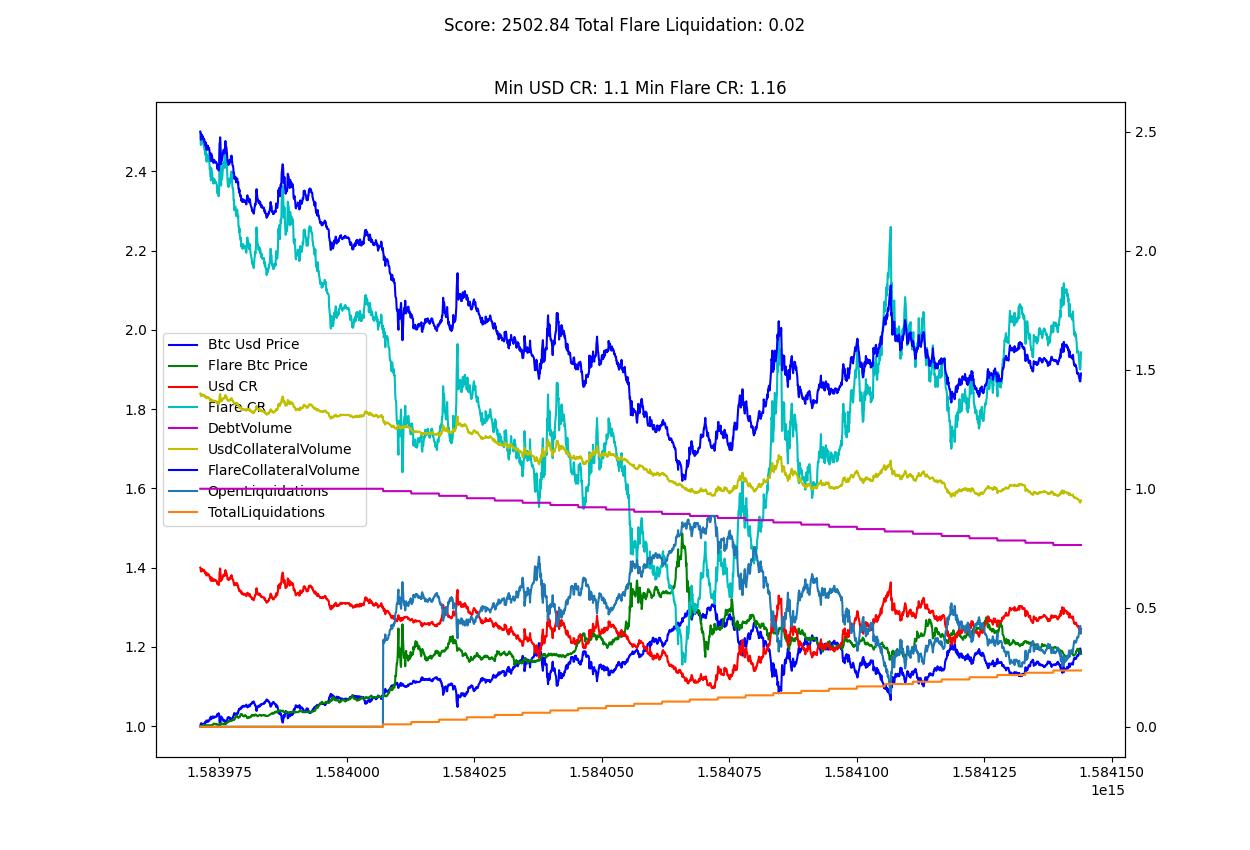 Score: 2502.84 Total Flare Liquidation: 0.02
Min USD CR: 1.1 Min Flare CR: 1.16
2.4
2.2
2.0
1.8
1.6
1.4
1.2
1.0
2.5
2.0
1.5
1.0
0.5
0.0
Btc Usd Price
Flare Btc Price
Usd CR
Flare CR
DebtVolume
UsdCollateralVolume
FlareCollateralVolume
OpenLiquidations
TotalLiquidations
1.583975 1.584000 1.584025 1.584050 1.584075 1.584100 1.584125 1.584150
1e15